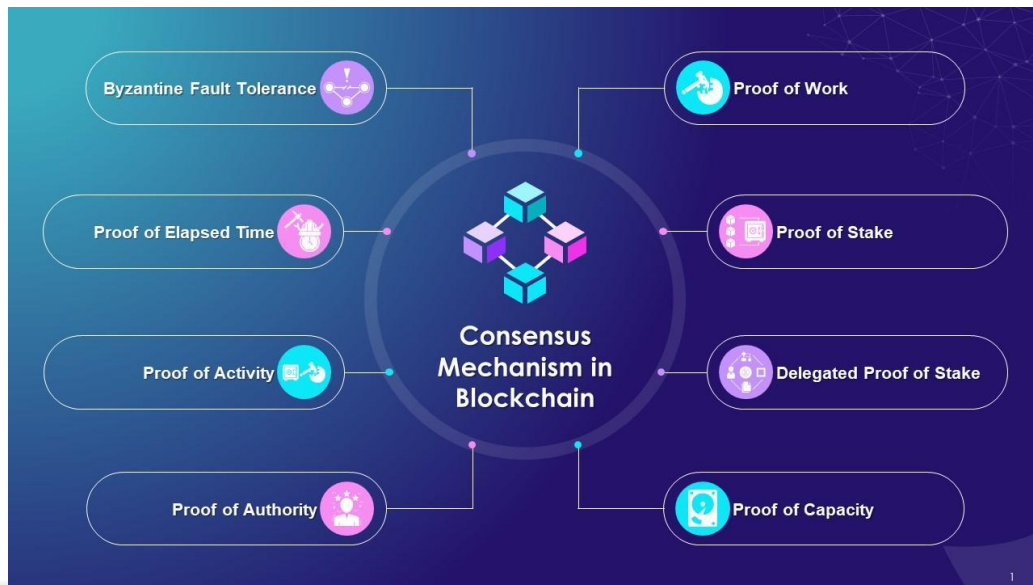 Byzantine Fault Tolerance
Proof of Work
Proof of Elapsed Time
Proof of Stake
Consensus
Mechanism in
Blockchain
Proof of Activity
Delegated Proof of Stake
Proof of Authority
Proof of Capacity
1